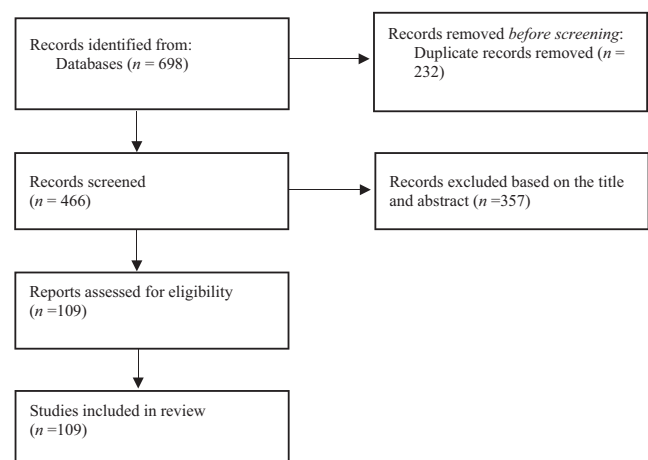 Records identified from:
Databases (n = 698)
Records removed before screening:
Duplicate records removed (n =
232)
Records screened
(n = 466)
Records excluded based on the title
and abstract (n =357)
Reports assessed for eligibility
(n =109)
Studies included in review
(n =109)